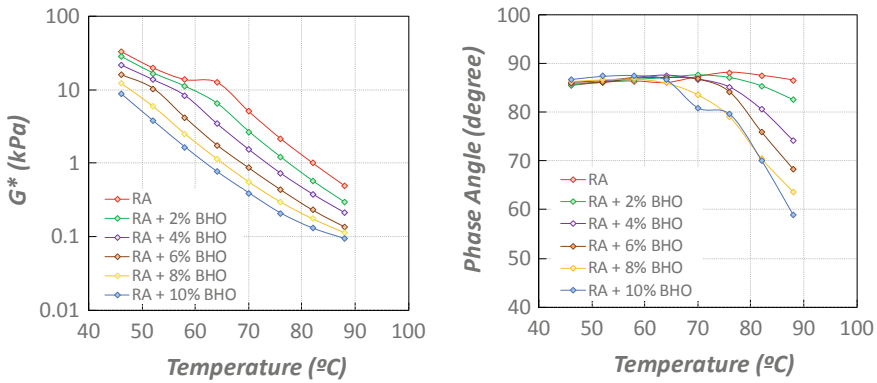 100
10
1
0.1
0.01
G* (kPa)
RA
RA + 2% BHO
RA + 4% BHO
RA + 6% BHO
RA + 8% BHO
RA + 10% BHO
40 50 60 70 80 90 100
Temperature (ºC)
100
90
80
70
60
50
40
Phase Angle (degree)
RA
RA + 2% BHO
RA + 4% BHO
RA + 6% BHO
RA + 8% BHO
RA + 10% BHO
40 50 60 70 80 90 100
Temperature (ºC)